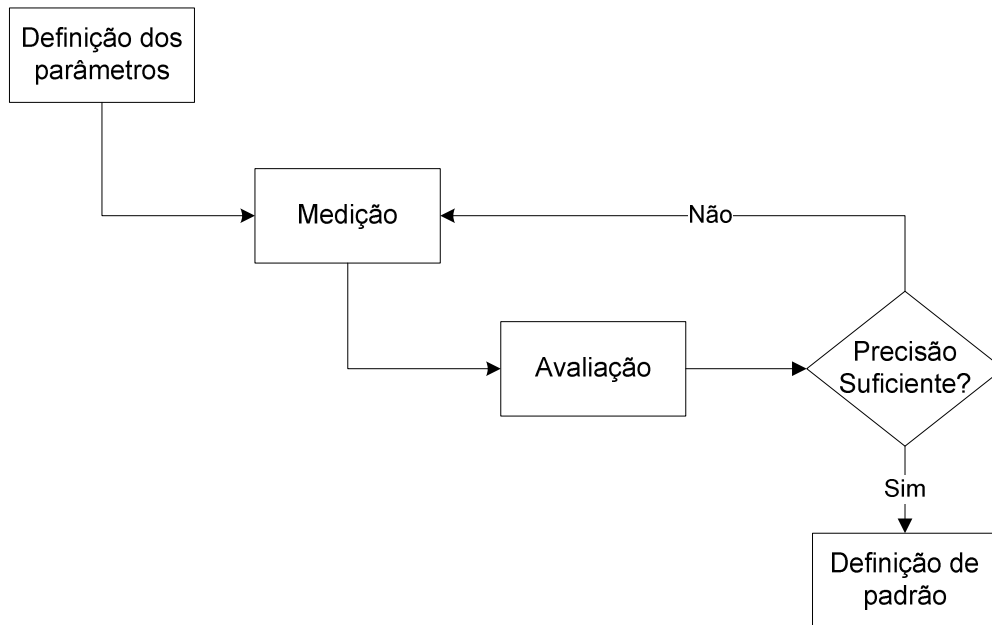 Definição dos
parâmetros
Medição
Não
Avaliação
Precisão
Suficiente?
Sim
Definição de
padrão